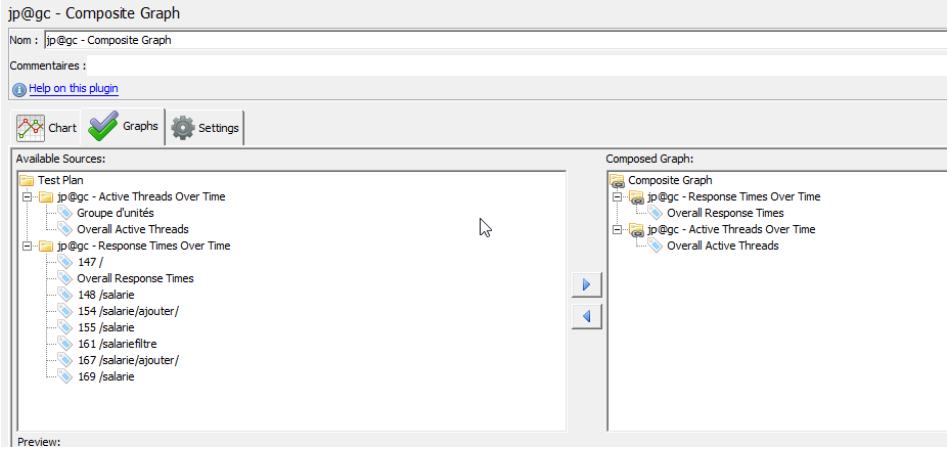 jp@gc - Composite Graph
Nom : jp@gc - Composite Graph
Commentaires :
Help on this plugin
Chart Graphs Settings
Available Sources:
Test Plan
jp@gc - Active Threads Over Time
Groupe d'unités
Overall Active Threads
jp@gc - Response Times Over Time
147 /
Overall Response Times
148 /salarie
154 /salarie/ajouter/
155 /salarie
161 /salariefiltre
167 /salarie/ajouter/
169 /salarie
Composed Graph:
Composite Graph
jp@gc - Response Times Over Time
Overall Response Times
jp@gc - Active Threads Over Time
Overall Active Threads
Preview: